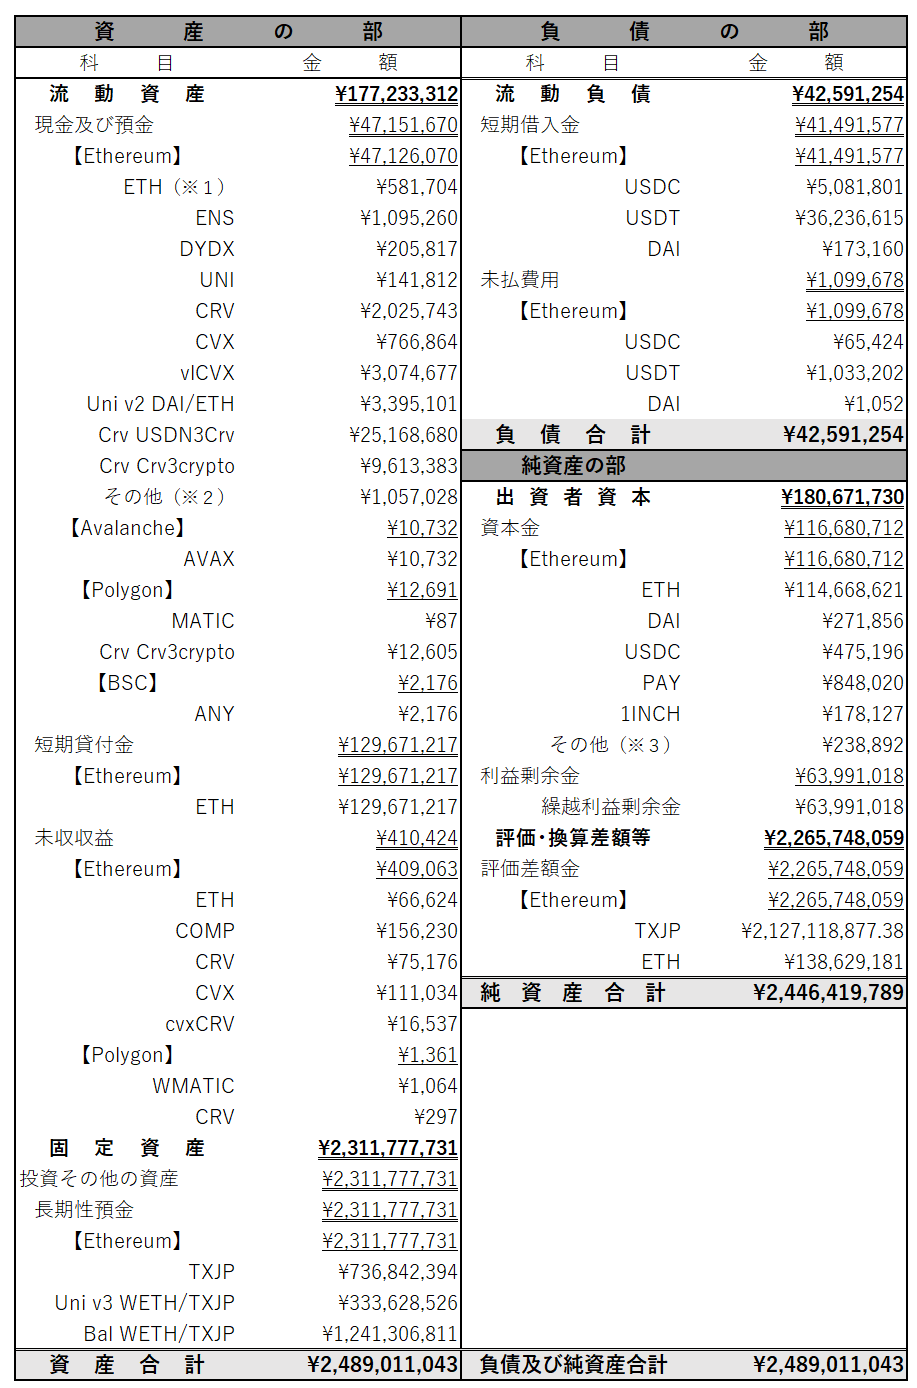 資産の部
科目 金額
流動資産 ¥177,233,312
現金及び預金 ¥47,151,670
【Ethereum】 ¥47,126,070
ETH（※１） ¥581,704
ENS ¥1,095,260
DYDX ¥205,817
UNI ¥141,812
CRV ¥2,025,743
CVX ¥766,864
vlCVX ¥3,074,677
Uni v2 DAI/ETH ¥3,395,101
Crv USDN3Crv ¥25,168,680
Crv Crv3crypto ¥9,613,383
その他（※２） ¥1,057,028
【Avalanche】 ¥10,732
AVAX ¥10,732
【Polygon】 ¥12,691
MATIC ¥87
Crv Crv3crypto ¥12,605
【BSC】 ¥2,176
ANY ¥2,176
短期貸付金 ¥129,671,217
【Ethereum】 ¥129,671,217
ETH ¥129,671,217
未収収益 ¥410,424
【Ethereum】 ¥409,063
ETH ¥66,624
COMP ¥156,230
CRV ¥75,176
CVX ¥111,034
cvxCRV ¥16,537
【Polygon】 ¥1,361
WMATIC ¥1,064
CRV ¥297
固定資産 ¥2,311,777,731
投資その他の資産 ¥2,311,777,731
長期性預金 ¥2,311,777,731
【Ethereum】 ¥2,311,777,731
TXJP ¥736,842,394
Uni v3 WETH/TXJP ¥333,628,526
Bal WETH/TXJP ¥1,241,306,811
資産合計 ¥2,489,011,043
負債の部
科目 金額
流動負債 ¥42,591,254
短期借入金 ¥41,491,577
【Ethereum】 ¥41,491,577
USDC ¥5,081,801
USDT ¥36,236,615
DAI ¥173,160
未払費用 ¥1,099,678
【Ethereum】 ¥1,099,678
USDC ¥65,424
USDT ¥1,033,202
DAI ¥1,052
負債合計 ¥42,591,254
純資産の部
出資者資本 ¥180,671,730
資本金 ¥116,680,712
【Ethereum】 ¥116,680,712
ETH ¥114,668,621
DAI ¥271,856
USDC ¥475,196
PAY ¥848,020
1INCH ¥178,127
その他（※３） ¥238,892
利益剰余金 ¥63,991,018
繰越利益剰余金 ¥63,991,018
評価・換算差額等 ¥2,265,748,059
評価差額金 ¥2,265,748,059
【Ethereum】 ¥2,265,748,059
TXJP ¥2,127,118,877.38
ETH ¥138,629,181
純資産合計 ¥2,446,419,789
負債及び純資産合計 ¥2,489,011,043